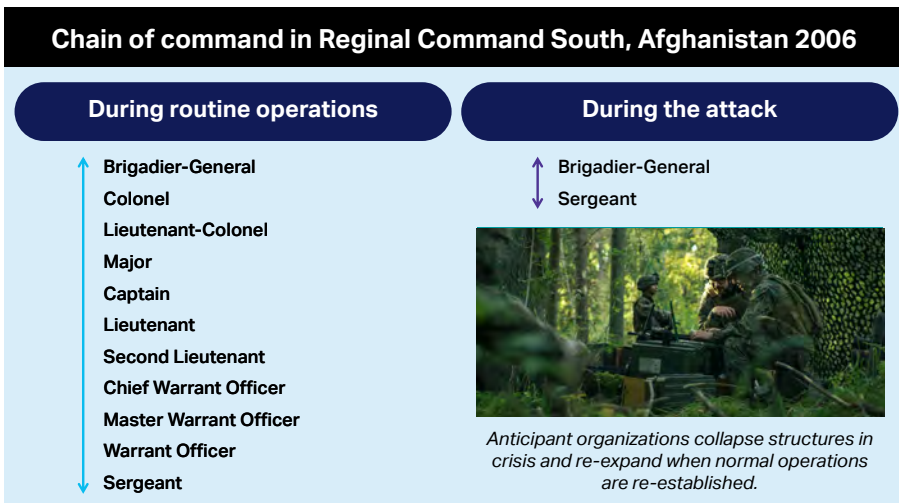 Chain of command in Reginal Command South, Afghanistan 2006
During routine operations
Brigadier-General
Colonel
Lieutenant-Colonel
Major
Captain
Lieutenant
Second Lieutenant
Chief Warrant Officer
Master Warrant Officer
Warrant Officer
Sergeant
During the attack
Brigadier-General
Sergeant
Anticipant organizations collapse structures in
crisis and re-expand when normal operations
are re-established.